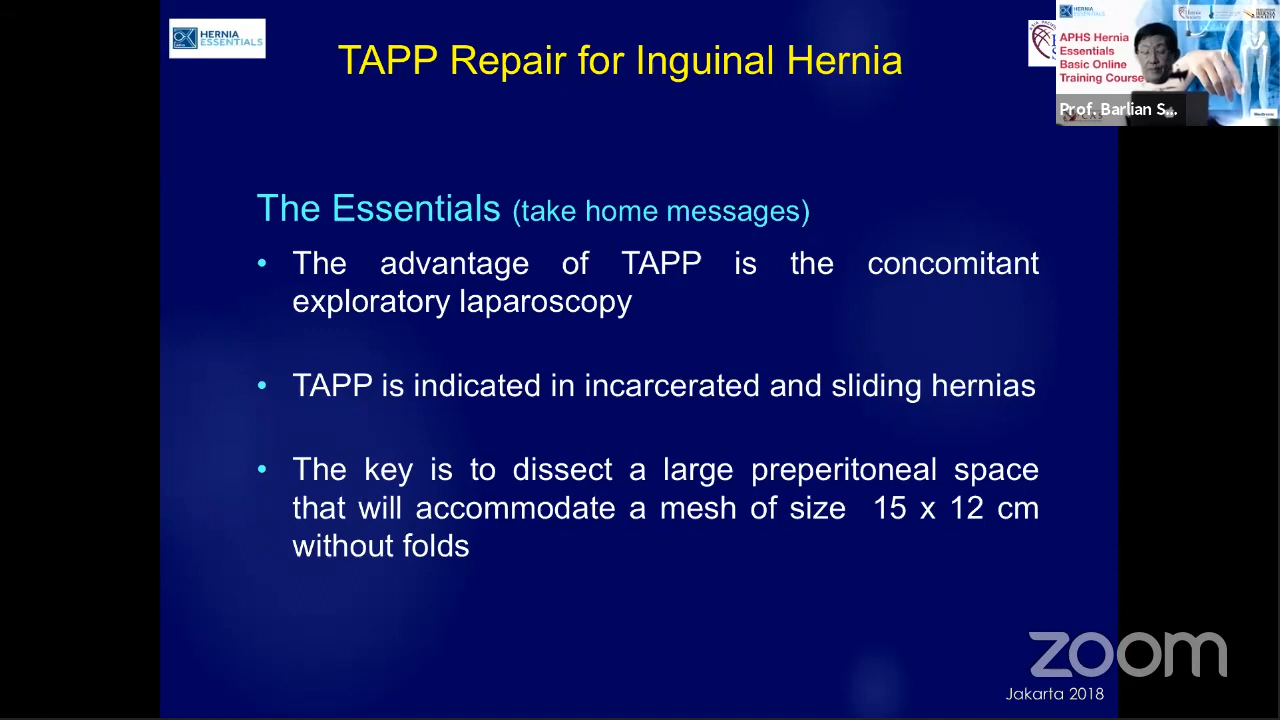 HERNIA
ESSENTIALS
TAPP Repair for Inguinal Hernia
HERNIA
ESSENTIALS
APHS Hernia
Essentials
Basic Online
Training Course
Prof. Barlian S...
The Essentials (take home messages)
• The advantage of TAPP is the concomitant
exploratory laparoscopy
• TAPP is indicated in incarcerated and sliding hernias
• The key is to dissect a large preperitoneal space
that will accommodate a mesh of size 15 x 12 cm
without folds
zoom
Jakarta 2018